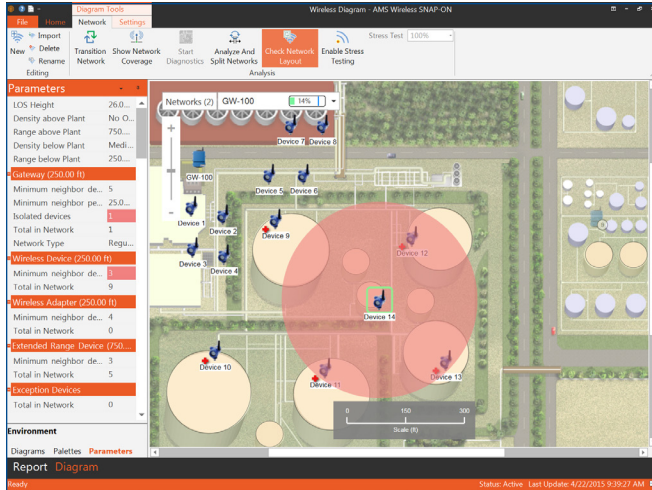 Diagram Tools
Wireless Diagram - AMS Wireless SNAP-ON
File Home Network Settings
New
Import
Delete
Rename
Transition Network
Show Network Coverage
Start Diagnostics
Analyze And Split Networks
Check Network Layout
Enable Stress Testing
Stress Test 100%
Editing
Analysis
Parameters
LOS Height 26.0...
Density above Plant No O...
Range above Plant 750....
Density below Plant Medi...
Range below Plant 250....
Gateway (250.00 ft)
Minimum neighbor de... 5
Minimum neighbor pe... 25.0...
Isolated devices 1
Total in Network 1
Network Type Regu...
Wireless Device (250.00 ft)
Minimum neighbor de... 3
Total in Network 9
Wireless Adapter (250.00 ft)
Minimum neighbor de... 4
Total in Network 0
Extended Range Device (750....
Minimum neighbor de... 3
Total in Network 5
Exception Devices
Total in Network 0
Environment
Diagrams Palettes Parameters
Networks (2) GW-100 14%
Device 7 Device 8
GW-100
Device 5 Device 6
Device 1
Device 2
Device 9
Device 12
Device 3
Device 4
Device 14
Device 10
Device 11
Device 13
0 150 300
Scale (ft)
Report Diagram
Ready
Status: Active Last Update: 4/22/2015 9:39:27 AM